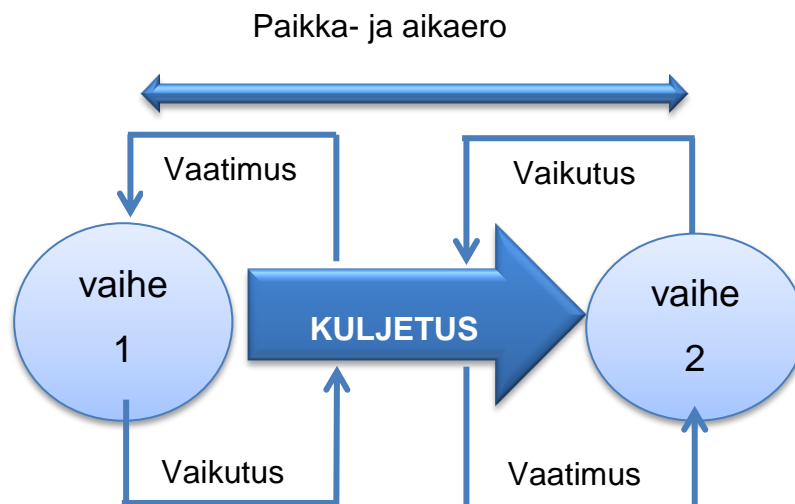 Paikka- ja aikaero
Vaatimus
Vaikutus
vaihe
1
KULJETUS
vaihe
2
Vaikutus
Vaatimus